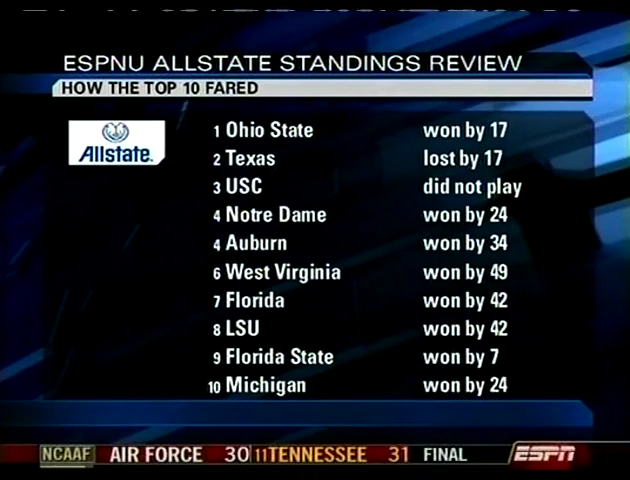 ESPNU ALLSTATE STANDINGS REVIEW
HOW THE TOP 10 FARED
Allstate.
1 Ohio State won by 17
2 Texas lost by 17
3 USC did not play
4 Notre Dame won by 24
4 Auburn won by 34
6 West Virginia won by 49
7 Florida won by 42
8 LSU won by 42
9 Florida State won by 7
10 Michigan won by 24
NCAAF AIR FORCE 30 11 TENNESSEE 31 FINAL ESPN